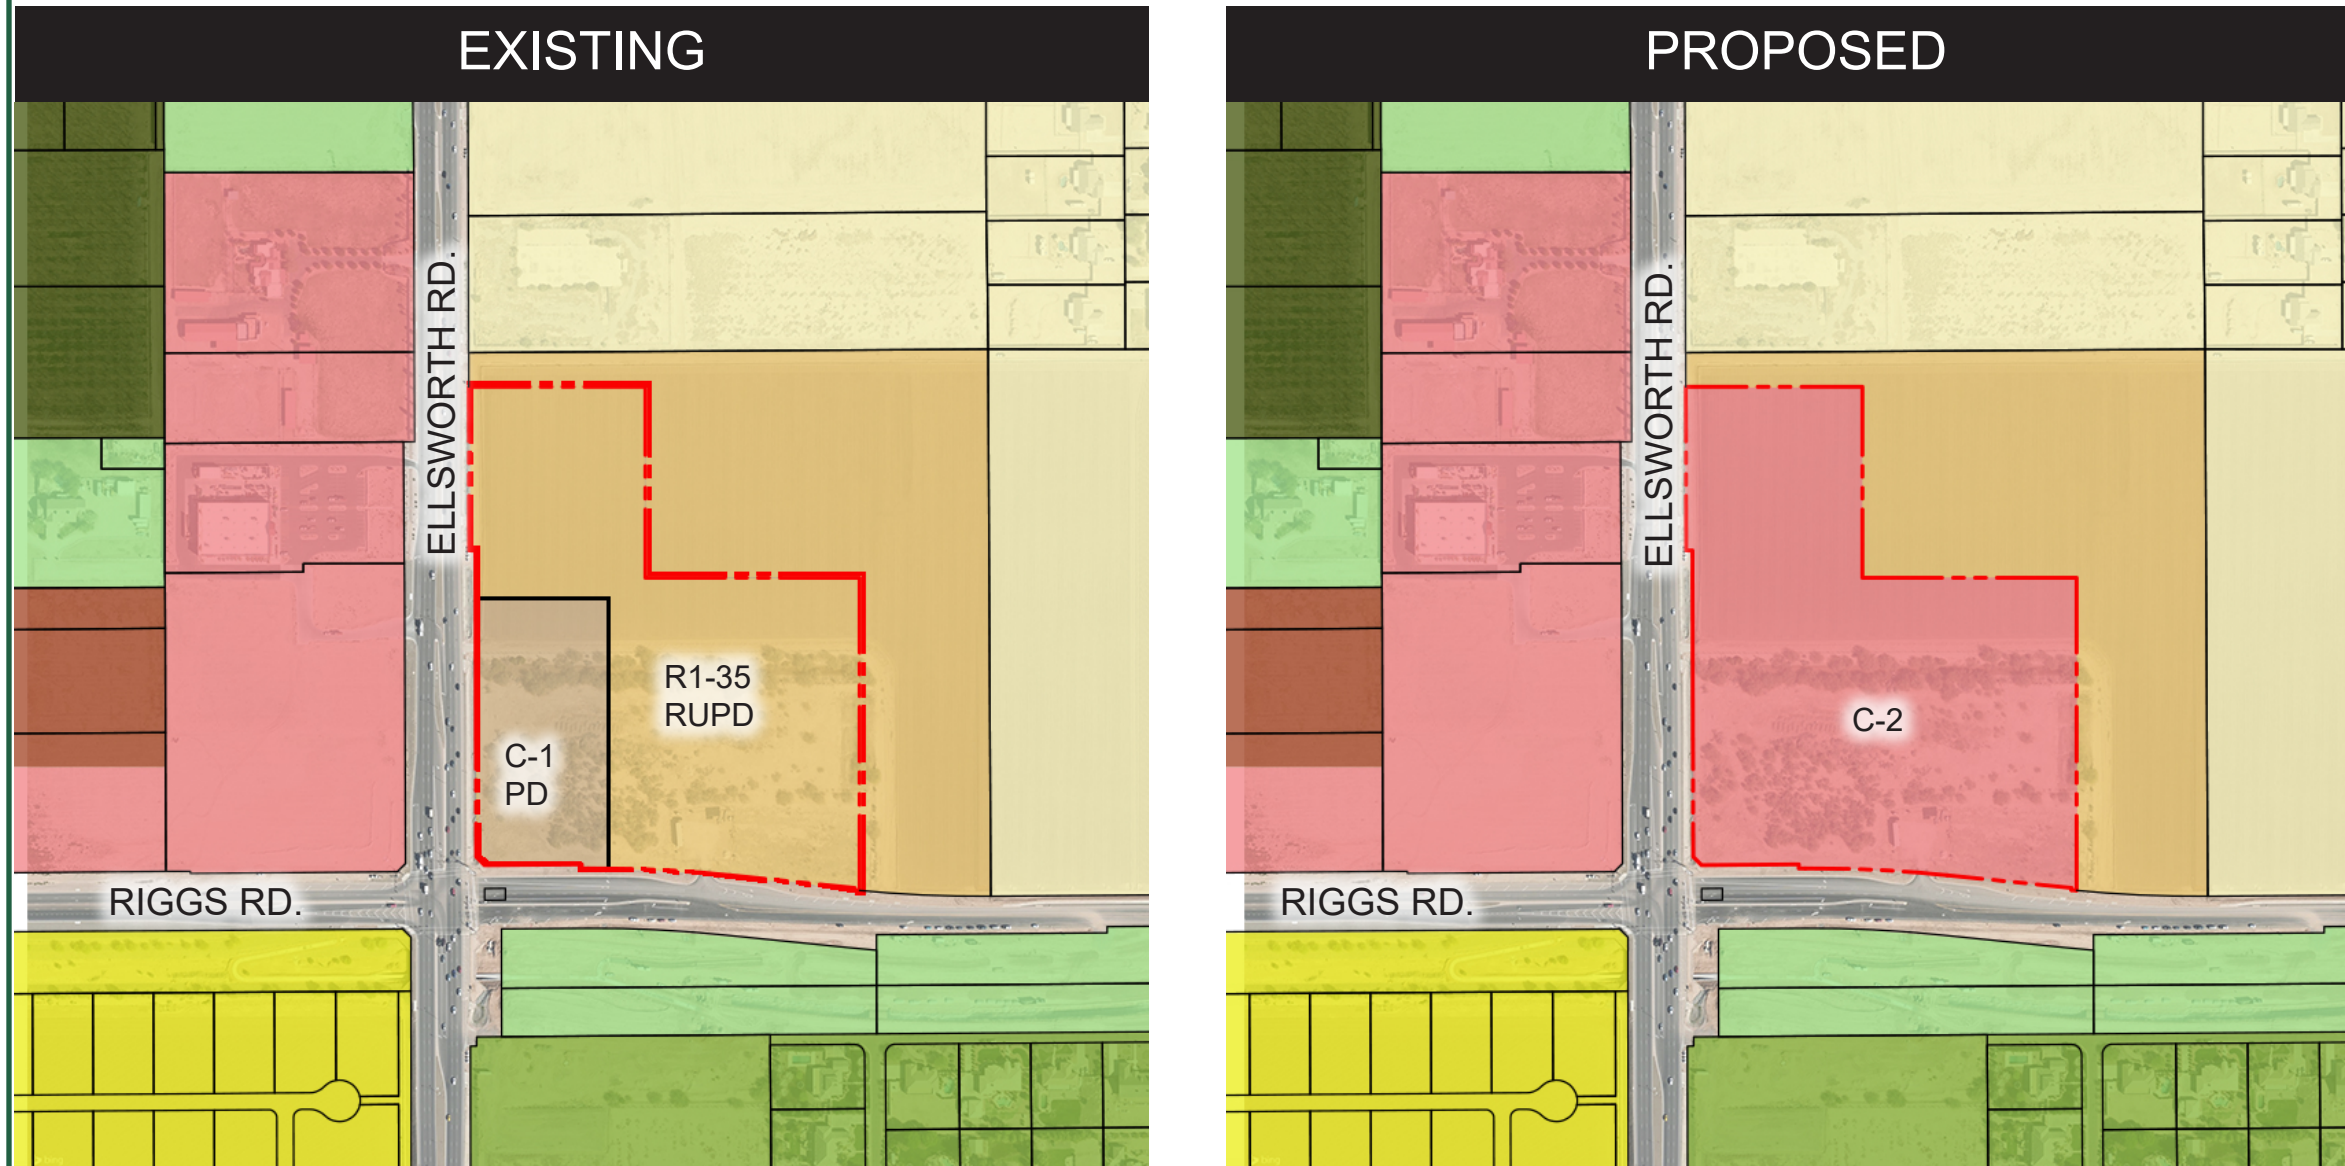 EXISTING
PROPOSED
ELLSWORTH RD.
R1-35
RUPD
C-1
PD
RIGGS RD.
ELLSWORTH RD.
C-2
RIGGS RD.